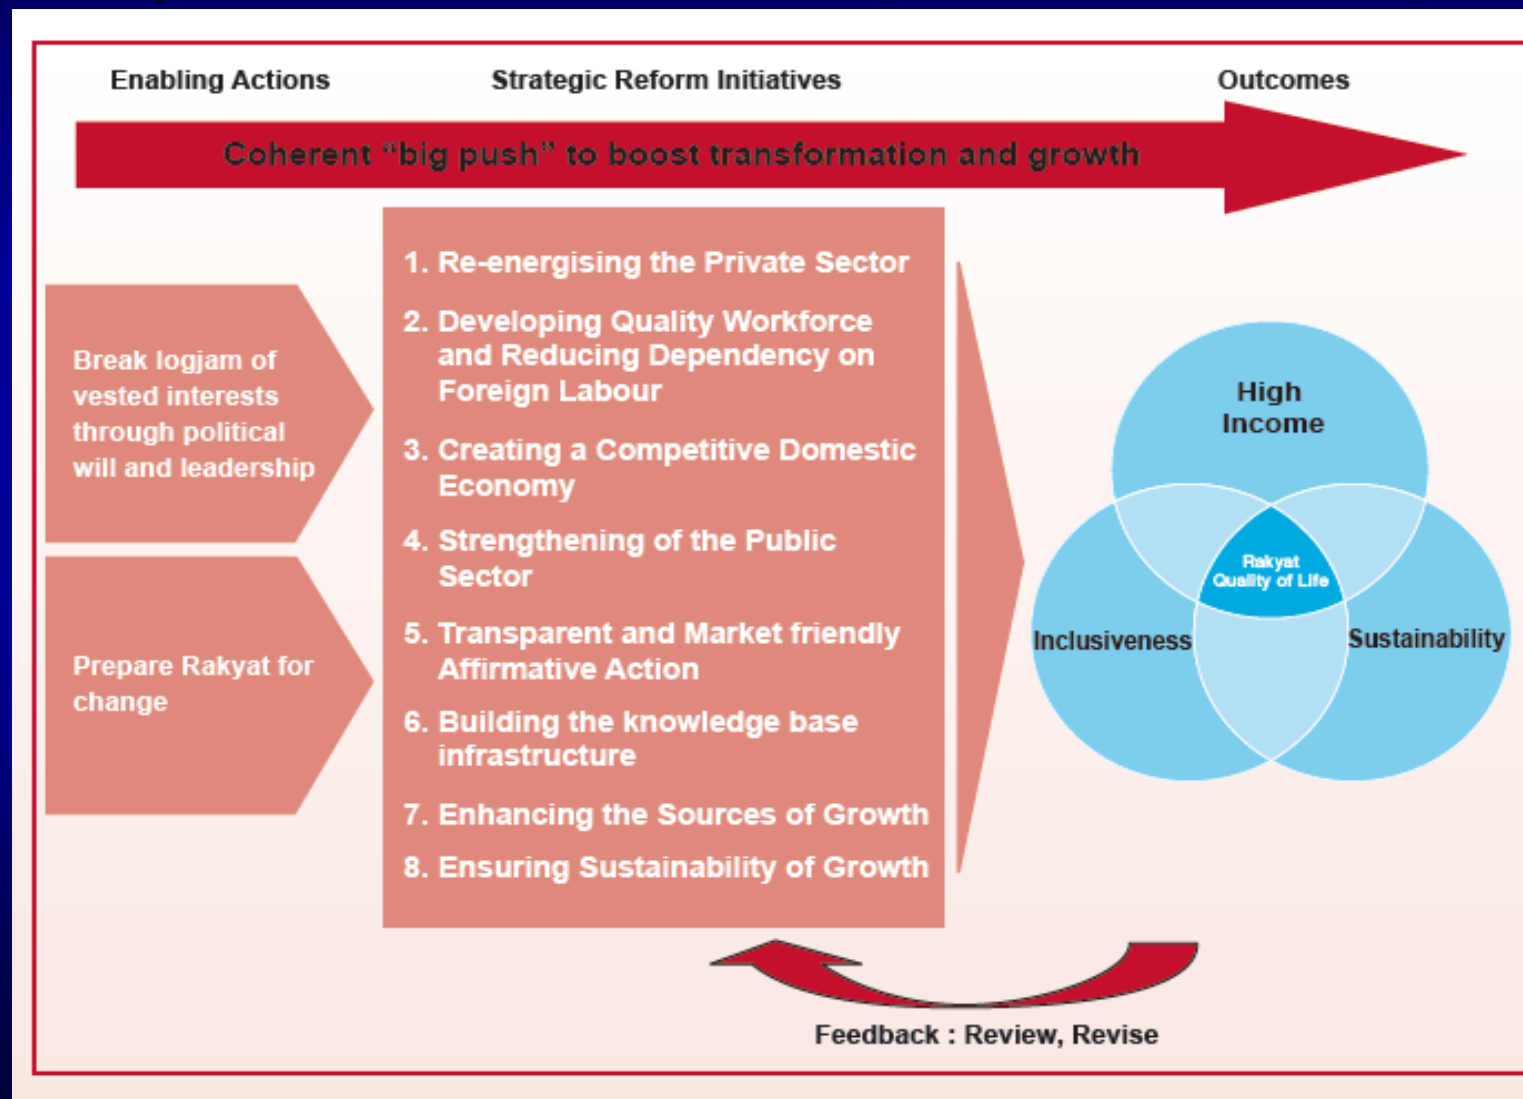 Enabling Actions
Strategic Reform Initiatives
Outcomes
Coherent “big push” to boost transformation and growth
Break logjam of
vested interests
through political
will and leadership
Prepare Rakyat for
change
1. Re-energising the Private Sector
2. Developing Quality Workforce
and Reducing Dependency on
Foreign Labour
3. Creating a Competitive Domestic
Economy
4. Strengthening of the Public
Sector
5. Transparent and Market friendly
Affirmative Action
6. Building the knowledge base
infrastructure
7. Enhancing the Sources of Growth
8. Ensuring Sustainability of Growth
High
Income
Rakyat
Quality of Life
Inclusiveness
Sustainability
Feedback : Review, Revise